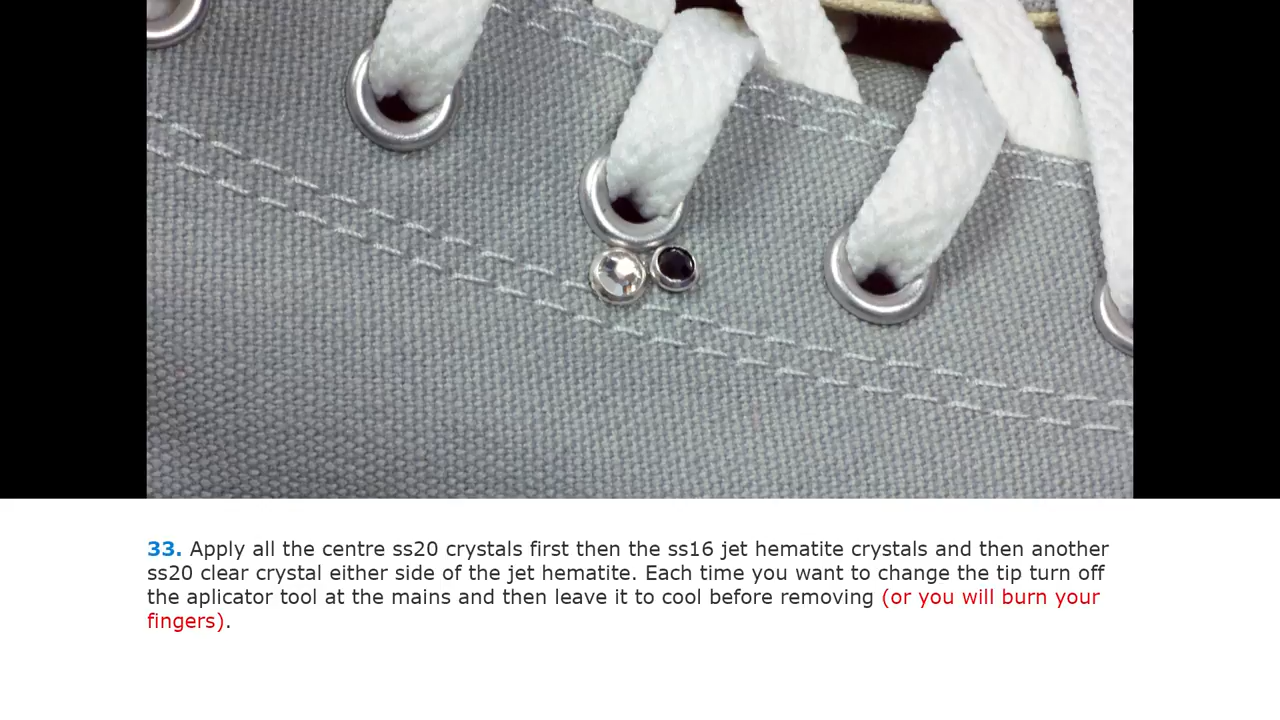 33. Apply all the centre ss20 crystals first then the ss16 jet hematite crystals and then another
ss20 clear crystal either side of the jet hematite. Each time you want to change the tip turn off
the aplicator tool at the mains and then leave it to cool before removing (or you will burn your
fingers).